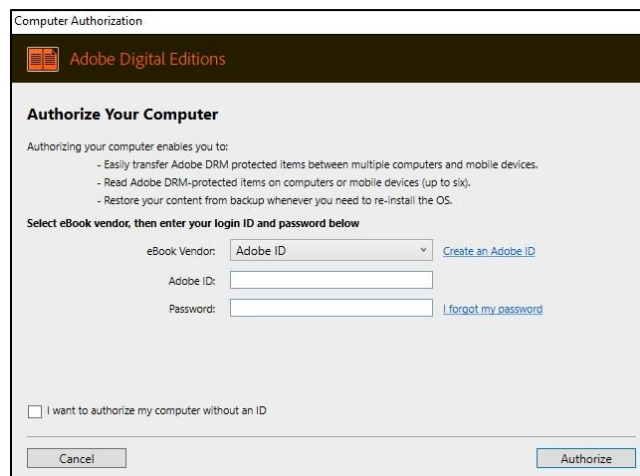 Computer Authorization
Adobe Digital Editions
Authorize Your Computer
Authorizing your computer enables you to:
- Easily transfer Adobe DRM protected items between multiple computers and mobile devices.
- Read Adobe DRM-protected items on computers or mobile devices (up to six).
- Restore your content from backup whenever you need to re-install the OS.
Select eBook vendor, then enter your login ID and password below
eBook Vendor: Adobe ID Create an Adobe ID
Adobe ID:
Password: I forgot my password
I want to authorize my computer without an ID
Cancel Authorize